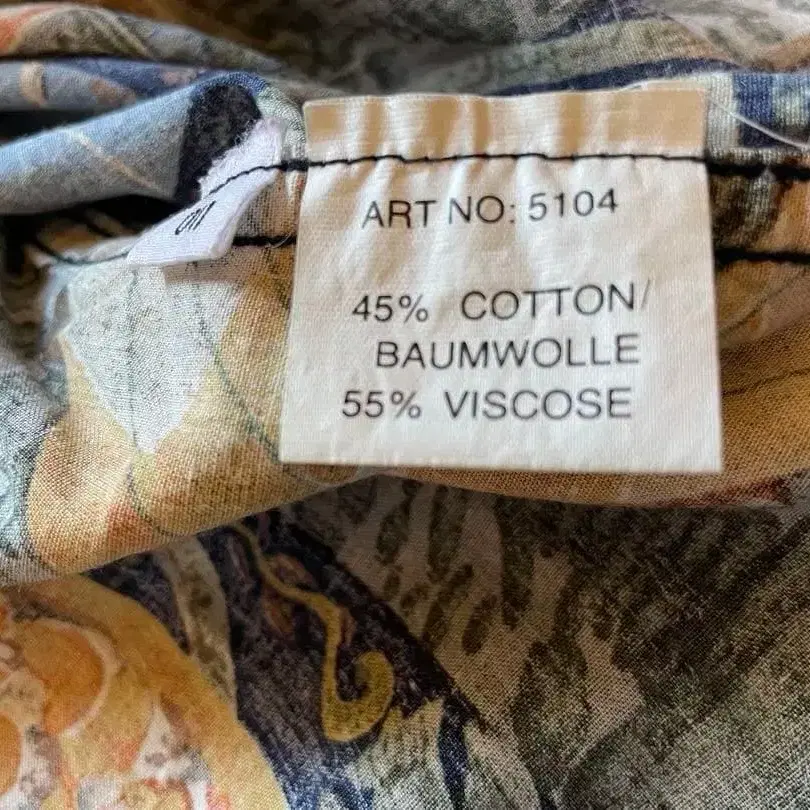 ART NO: 5104
45% COTTON/
BAUMWOLLE
55% VISCOSE